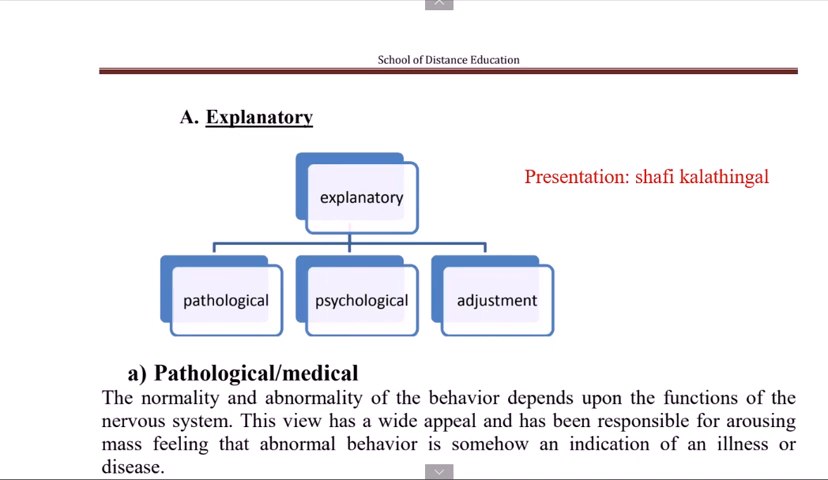 School of Distance Education
A. Explanatory
Presentation: shafi kalathingal
explanatory
pathological
psychological
adjustment
a) Pathological/medical
The normality and abnormality of the behavior depends upon the functions of the
nervous system. This view has a wide appeal and has been responsible for arousing
mass feeling that abnormal behavior is somehow an indication of an illness or
disease.